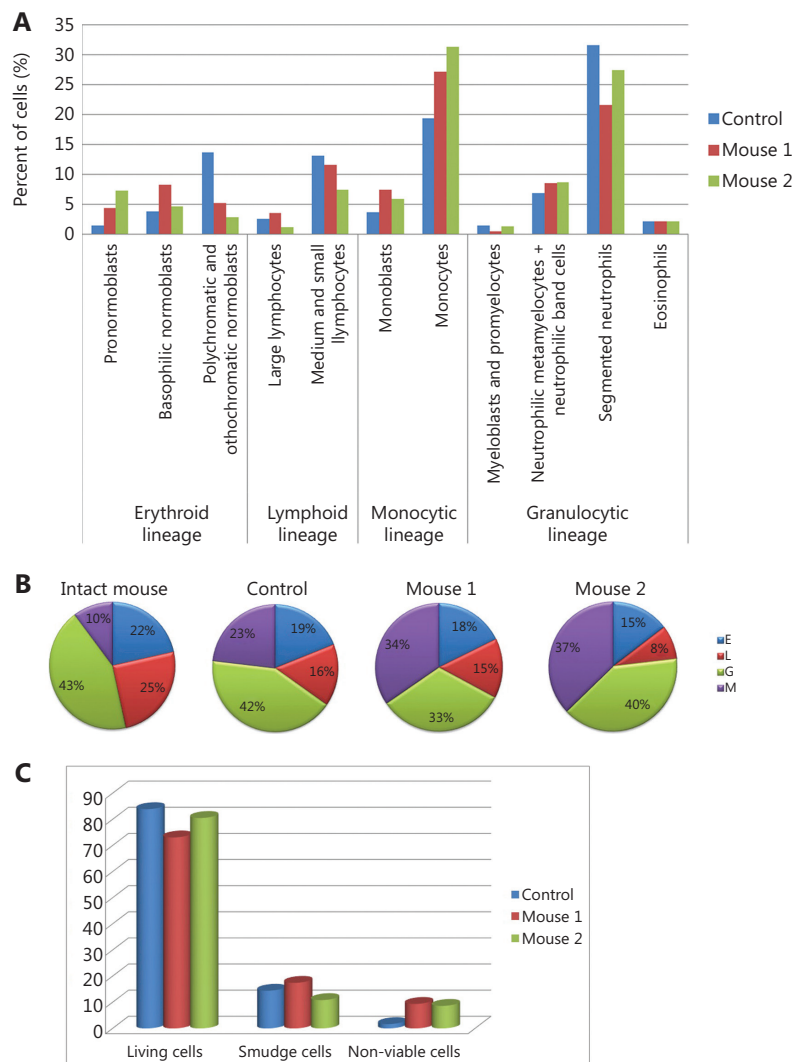 A
Percent of cells (%)
35
30
25
20
15
10
5
0
Control
Mouse 1
Mouse 2
Pronormoblasts
Basophilic normoblasts
Polychromatic and
othochromatic normoblasts
Large lymphocytes
Medium and small
llymphocytes
Monoblasts
Monocytes
Myeloblasts and promyelocytes
Neutrophilic metamyelocytes +
neutrophilic band cells
Segmented neutrophils
Eosinophils
Erythroid
lineage
Lymphoid
lineage
Monocytic
lineage
Granulocytic
lineage
B
Intact mouse
10%
22%
43%
25%
Control
23%
19%
16%
42%
Mouse 1
34%
18%
15%
33%
Mouse 2
37%
15%
8%
40%
E
L
G
M
C
90
80
70
60
50
40
30
20
10
0
Control
Mouse 1
Mouse 2
Living cells
Smudge cells
Non-viable cells